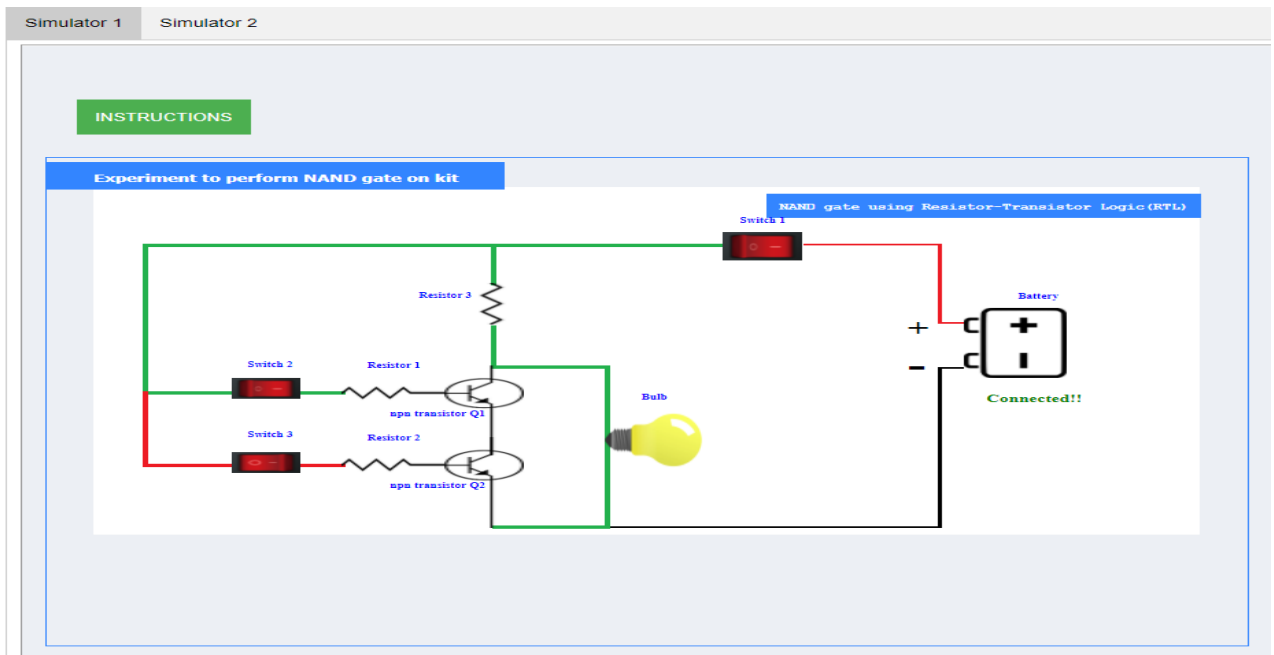 Simulator 1 Simulator 2
INSTRUCTIONS
Experiment to perform NAND gate on kit
NAND gate using Resistor-Transistor Logic(RTL)
Switch 1
Resistor 3
Battery
+
-
Connected!!
Switch 2 Resistor 1
npn transistor Q1
Bulb
Switch 3 Resistor 2
npn transistor Q2